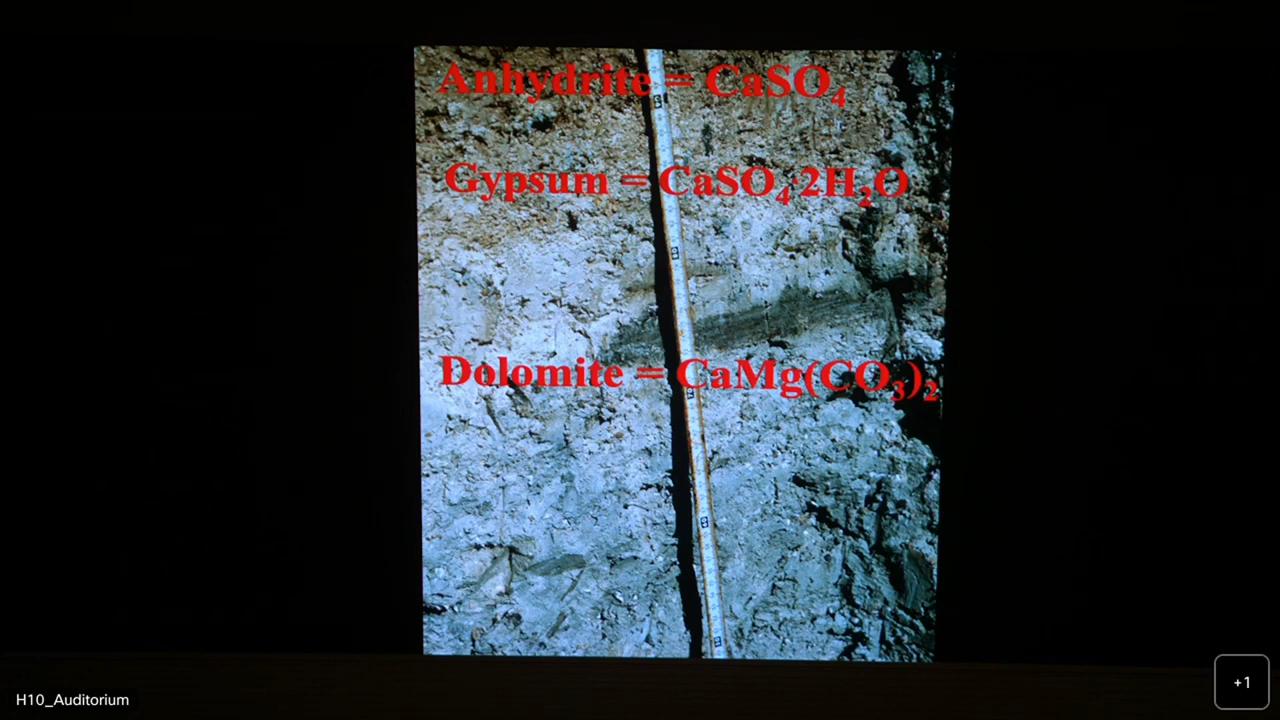 Anhydrite = CaSO₄
Gypsum = CaSO₄·2H₂O
Dolomite = CaMg(CO₃)₂
H10_Auditorium
+1